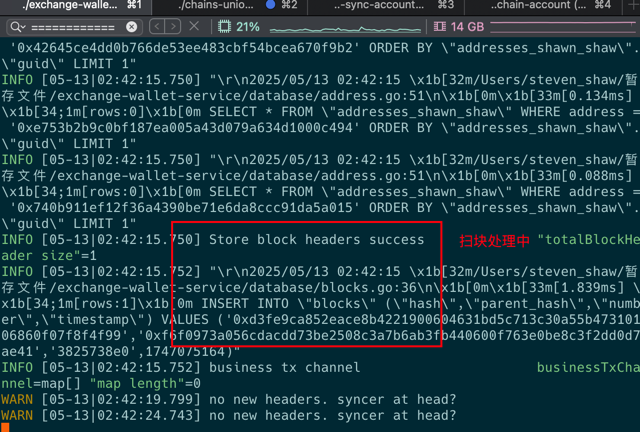 ./exchange-walle... ⌘1 ./chains-unio... ⌘2 ..-sync-account... ⌘3 ...chain-account (... ⌘4
============ 21% 14 GB
'0x42645ce4dd0b766de53ee483cbf54bcea670f9b2' ORDER BY \"addresses_shawn_shaw\".
\"guid\" LIMIT 1"
INFO [05-13|02:42:15.750] "\r\n2025/05/13 02:42:15 \x1b[32m/Users/steven_shaw/暂
存文件/exchange-wallet-service/database/address.go:51\n\x1b[0m\x1b[33m[0.134ms]
\x1b[34;1m[rows:0]\x1b[0m SELECT * FROM \"addresses_shawn_shaw\" WHERE address =
'0xe753b2b9c0bf187ea005a43d079a634d1000c494' ORDER BY \"addresses_shawn_shaw\".
\"guid\" LIMIT 1"
INFO [05-13|02:42:15.750] "\r\n2025/05/13 02:42:15 \x1b[32m/Users/steven_shaw/暂
存文件/exchange-wallet-service/database/address.go:51\n\x1b[0m\x1b[33m[0.088ms]
\x1b[34;1m[rows:0]\x1b[0m SELECT * FROM \"addresses_shawn_shaw\" WHERE address =
'0x740b911ef12f36a4390be71e6da8ccc91da5a015' ORDER BY \"addresses_shawn_shaw\".
\"guid\" LIMIT 1"
INFO [05-13|02:42:15.750] Store block headers success 扫块处理中 "totalBlockHe
ader size"=1
INFO [05-13|02:42:15.752] "\r\n2025/05/13 02:42:15 \x1b[32m/Users/steven_shaw/暂
存文件/exchange-wallet-service/database/blocks.go:36\n\x1b[0m\x1b[33m[1.839ms] \
x1b[34;1m[rows:1]\x1b[0m INSERT INTO \"blocks\" (\"hash\",\"parent_hash\",\"numb
er\",\"timestamp\") VALUES ('0xd3fe9ca852eace8b4221900604631bd5c713c30a55b473101
06860f07f8f4f99','0xf6f0973a056cdacdd73be2508c3a7b6ab3fb440600f763e0be8c3f2dd0d7
ae41','3825738e0',1747075164)"
INFO [05-13|02:42:15.752] business tx channel businessTxCha
nnel=map[] "map length"=0
WARN [05-13|02:42:19.799] no new headers. syncer at head?
WARN [05-13|02:42:24.743] no new headers. syncer at head?